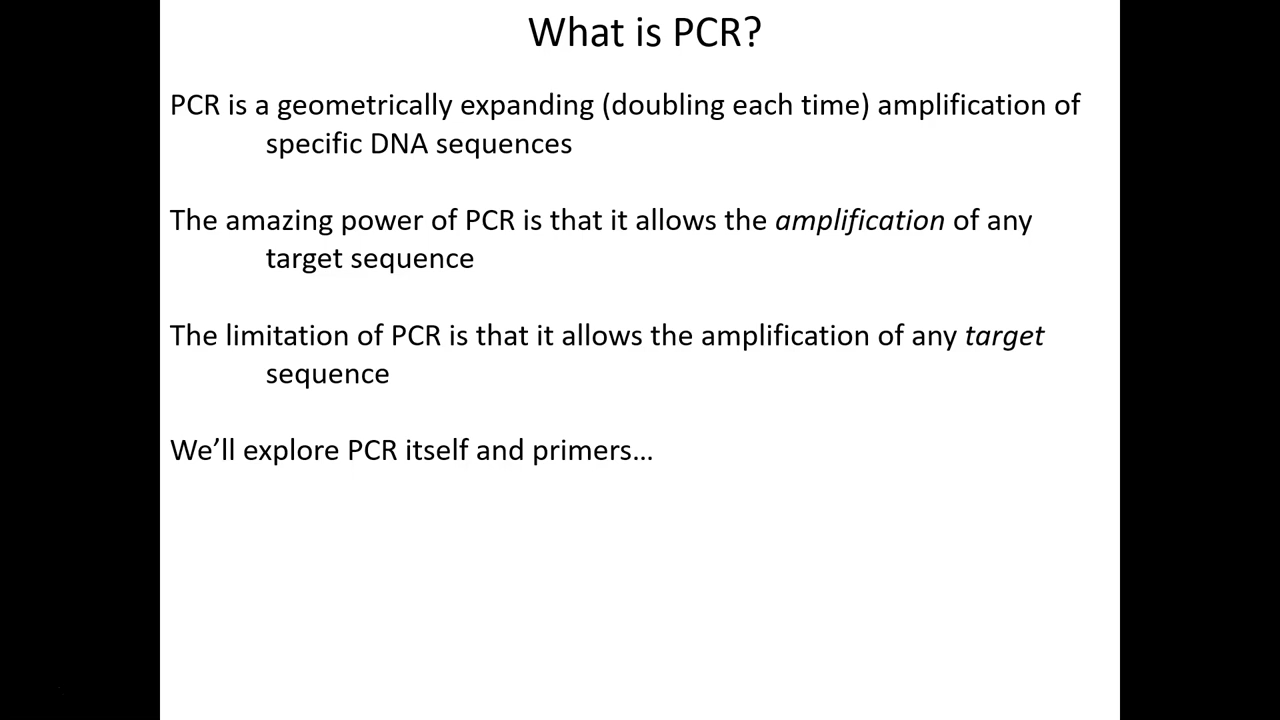 What is PCR?
PCR is a geometrically expanding (doubling each time) amplification of
specific DNA sequences
The amazing power of PCR is that it allows the amplification of any
target sequence
The limitation of PCR is that it allows the amplification of any target
sequence
We’ll explore PCR itself and primers…